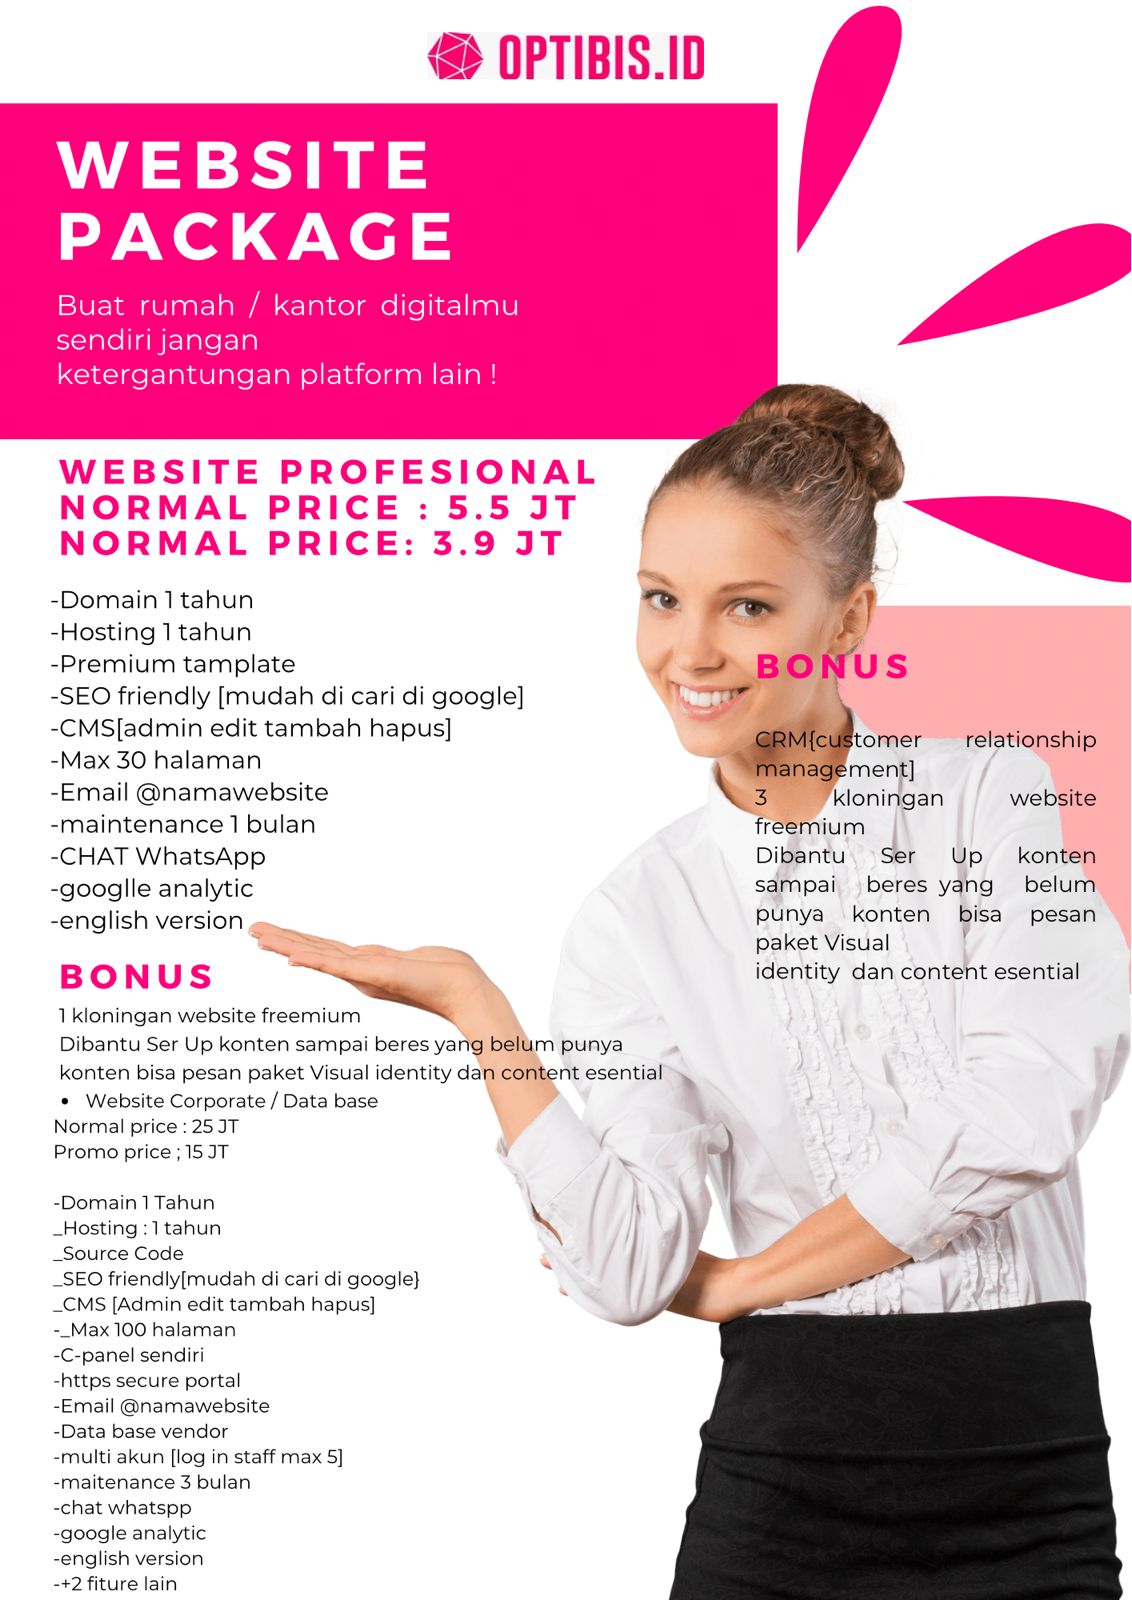 OPTIBIS.ID
WEBSITE
PACKAGE
Buat rumah / kantor digitalmu
sendiri jangan
ketergantungan platform lain !
WEBSITE PROFESIONAL
NORMAL PRICE : 5.5 JT
NORMAL PRICE: 3.9 JT
-Domain 1 tahun
-Hosting 1 tahun
-Premium tamplate
-SEO friendly [mudah di cari di google]
-CMS[admin edit tambah hapus]
-Max 30 halaman
-Email @namawebsite
-maintenance 1 bulan
-CHAT WhatsApp
-googlle analytic
-english version
BONUS
1 kloningan website freemium
Dibantu Ser Up konten sampai beres yang belum punya
konten bisa pesan paket Visual identity dan content esential
• Website Corporate / Data base
Normal price : 25 JT
Promo price ; 15 JT
-Domain 1 Tahun
_Hosting : 1 tahun
_Source Code
_SEO friendly[mudah di cari di google}
_CMS [Admin edit tambah hapus]
-_Max 100 halaman
-C-panel sendiri
-https secure portal
-Email @namawebsite
-Data base vendor
-multi akun [log in staff max 5]
-maitenance 3 bulan
-chat whatspp
-google analytic
-english version
-+2 fiture lain
BONUS
CRM{customer relationship
management]
3 kloningan website
freemium
Dibantu Ser Up konten
sampai beres yang belum
punya konten bisa pesan
paket Visual
identity dan content esential